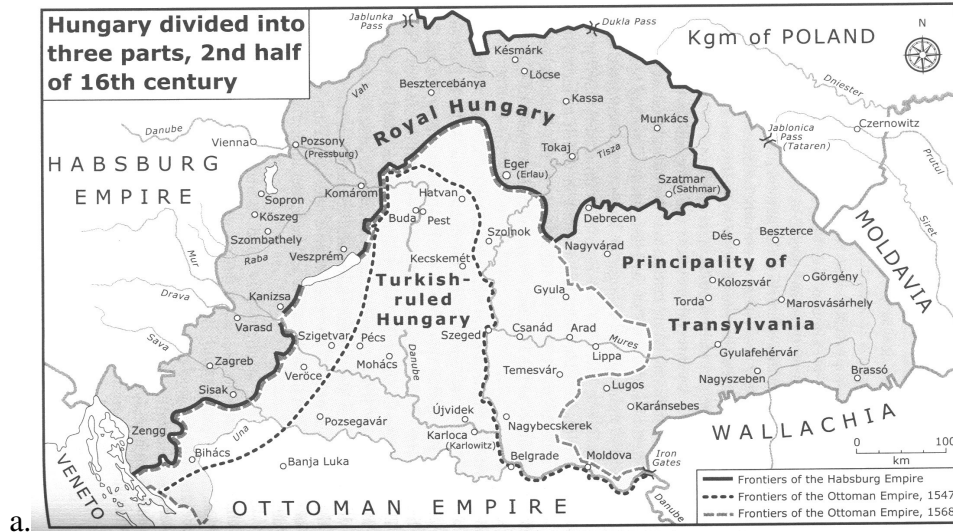 Hungary divided into
three parts, 2nd half
of 16th century
Jablunka
Pass
Dukla Pass
Kgm of POLAND
N
Késmárk
Löcse
Besztercebánya
Kassa
Vah
Dniester
Royal Hungary
Munkács
Jablonica
Pass
(Tataren)
Czernowitz
Danube
Vienna
Pozsony
(Pressburg)
Tokaj
Tisza
Prutul
HABSBURG
EMPIRE
Eger
(Erlau)
Szatmar
(Sathmar)
Sopron
Komárom
Hatvan
Köszeg
Buda
Pest
Debrecen
Siret
MOLDAVIA
Szombathely
Szolnok
Nagyvárad
Dés
Beszterce
Raba
Veszprém
Kecskemét
Principality of
Transylvania
Mur
Turkish-
ruled
Hungary
Kolozsvár
Görgény
Drava
Kanizsa
Gyula
Torda
Marosvásárhely
Varasd
Szigetvar
Pécs
Szeged
Csanád
Arad
Mures
Sava
Mohács
Danube
Lippa
Gyulafehérvár
Zagreb
Veröce
Temesvár
Nagyszeben
Brassó
Sisak
Lugos
Újvidek
Karánsebes
Zengg
Pozsegavár
Nagybecskerek
WALLACHIA
Una
Karloca
(Karlowitz)
Bihács
Banja Luka
Belgrade
Moldova
Iron
Gates
0 100
km
VENETO
OTTOMAN EMPIRE
Danube
Frontiers of the Habsburg Empire
Frontiers of the Ottoman Empire, 1547
Frontiers of the Ottoman Empire, 1568
a.